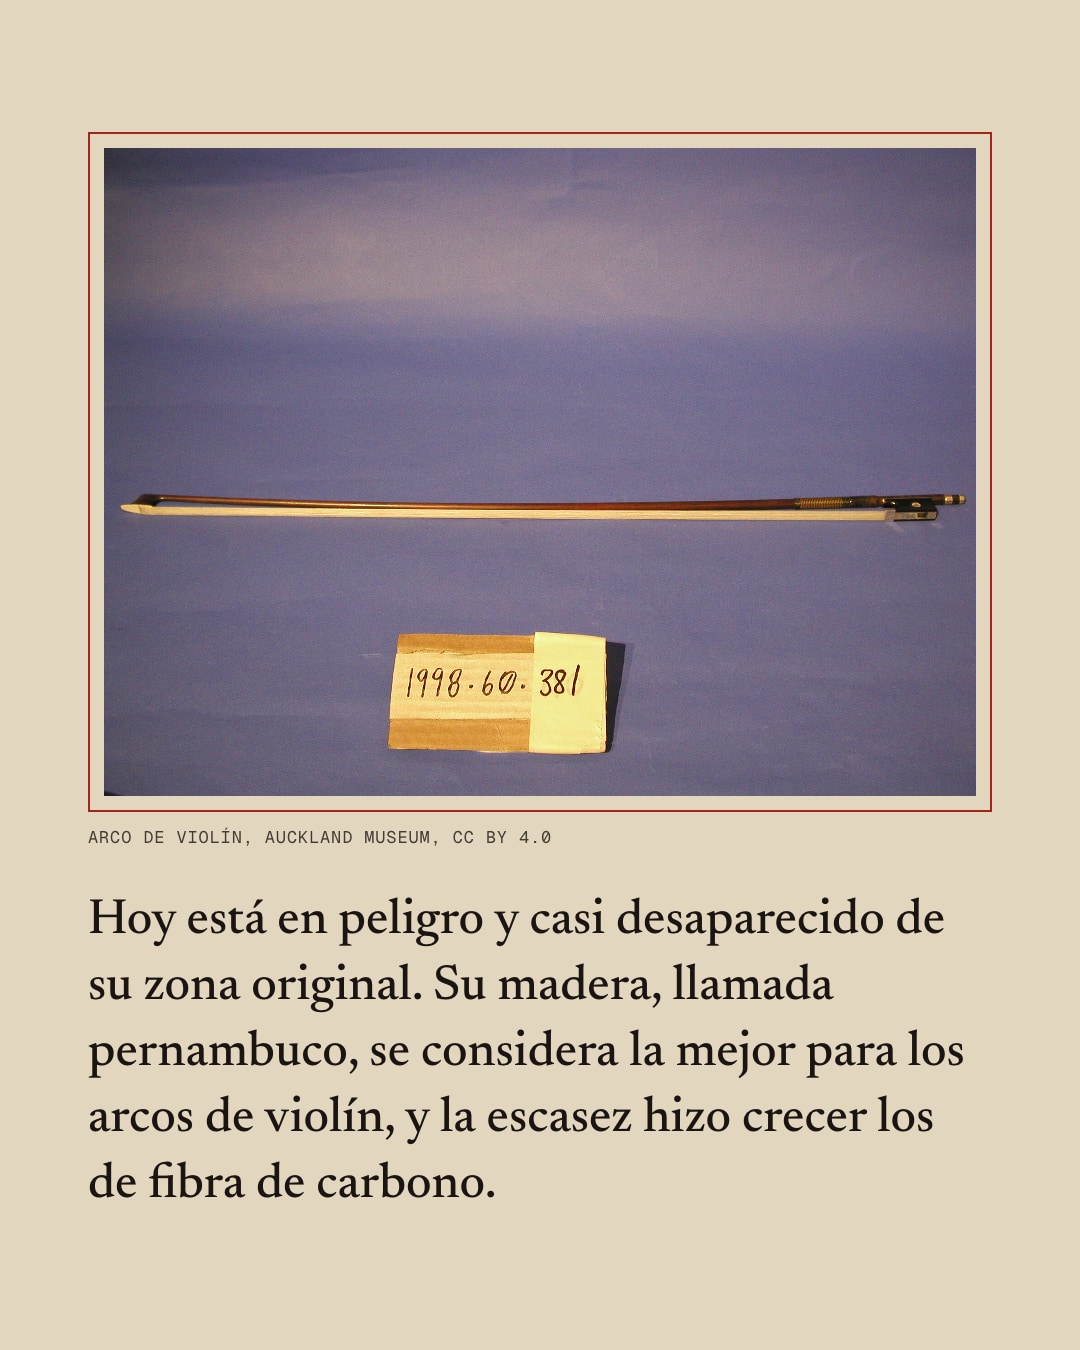 1998.60.381
ARCO DE VIOLÍN, AUCKLAND MUSEUM, CC BY 4.0
Hoy está en peligro y casi desaparecido de
su zona original. Su madera, llamada
pernambuco, se considera la mejor para los
arcos de violín, y la escasez hizo crecer los
de fibra de carbono.